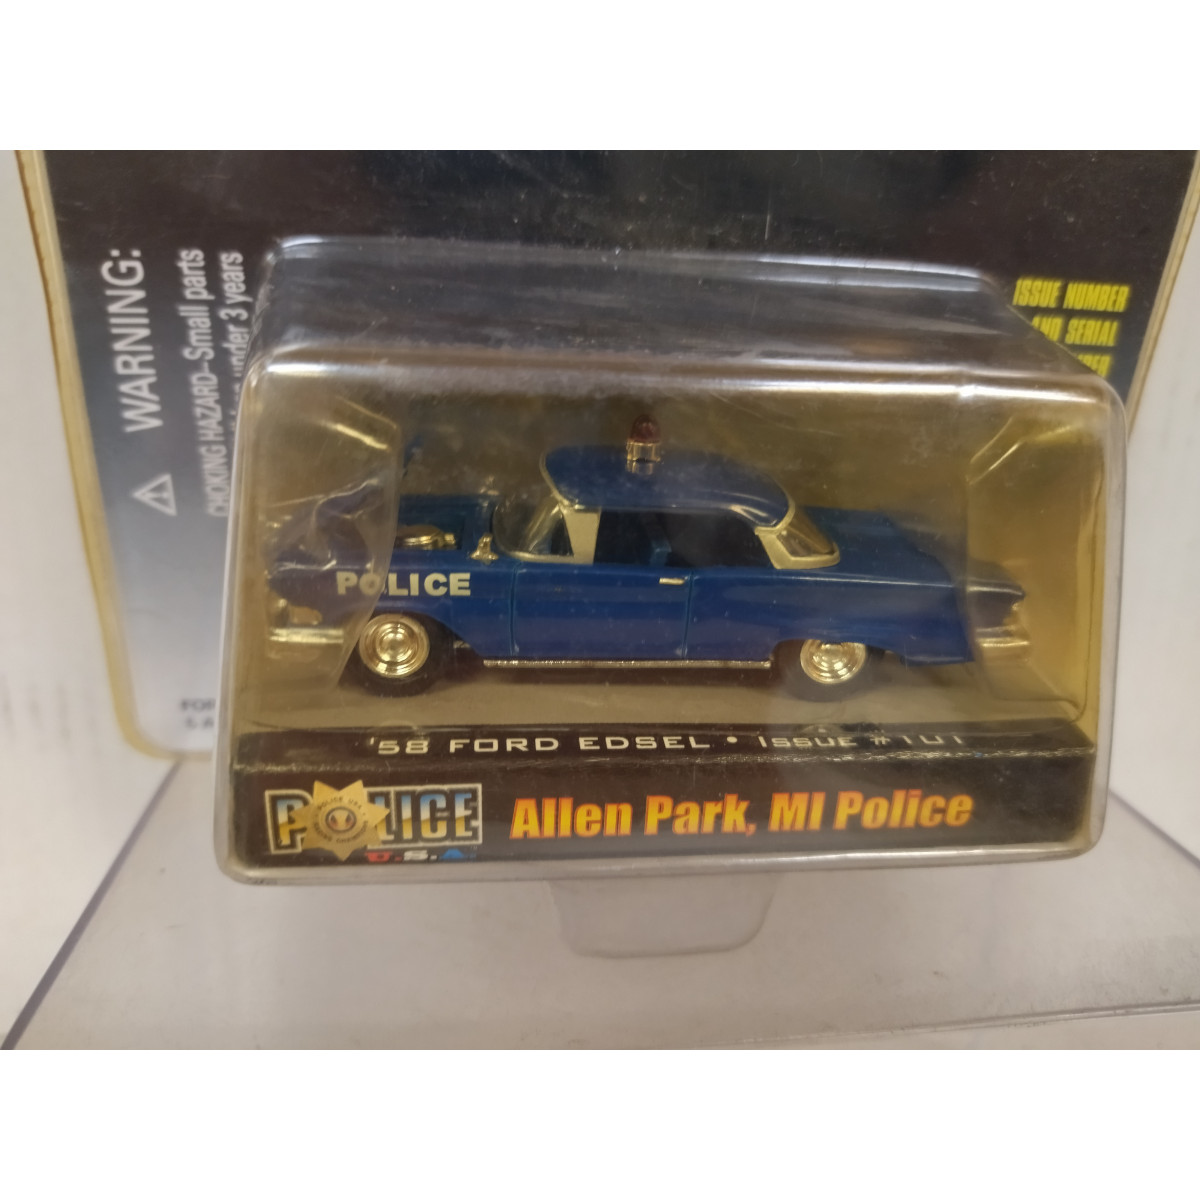 WARNING:
CHOKING HAZARD–Small parts
under 3 years
ISSUE NUMBER
AND SERIAL
POLICE
'58 FORD EDSEL • ISSUE #101
POLICE
U.S.A
Allen Park, MI Police